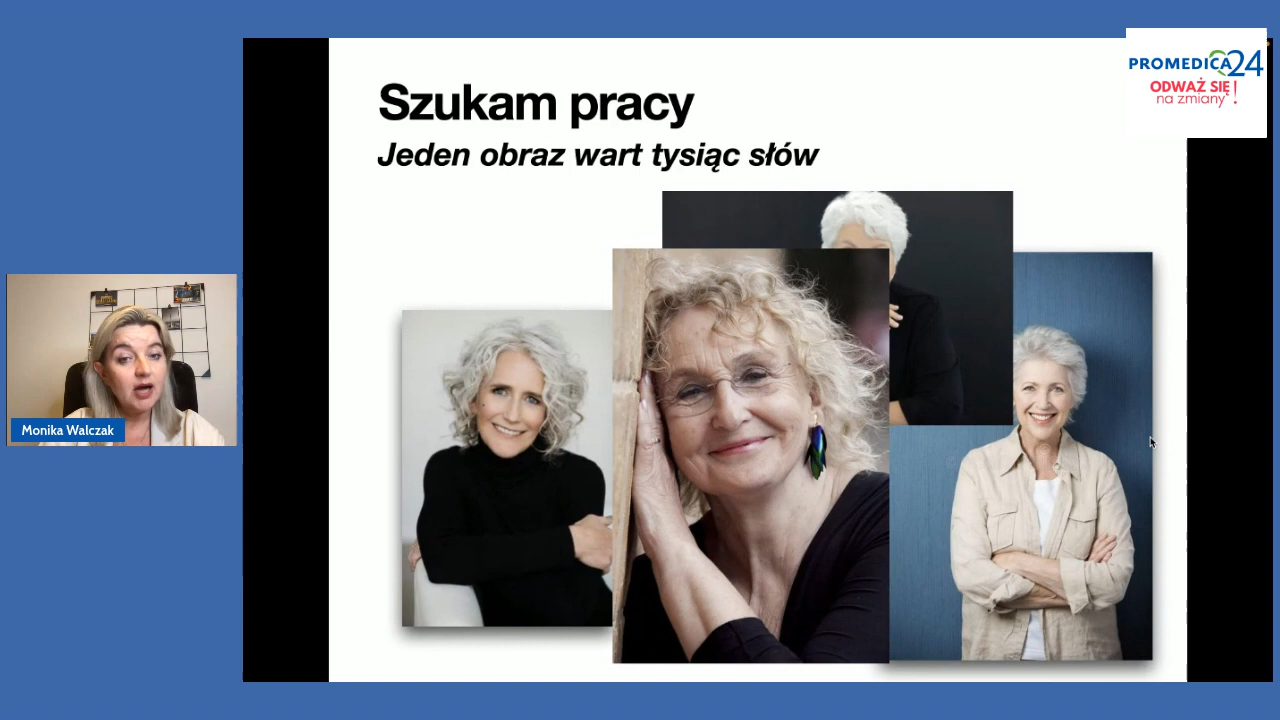 PROMEDICA24
ODWAŻ SIĘ!
na zmiany
Szukam pracy
Jeden obraz wart tysiąc słów
Monika Walczak